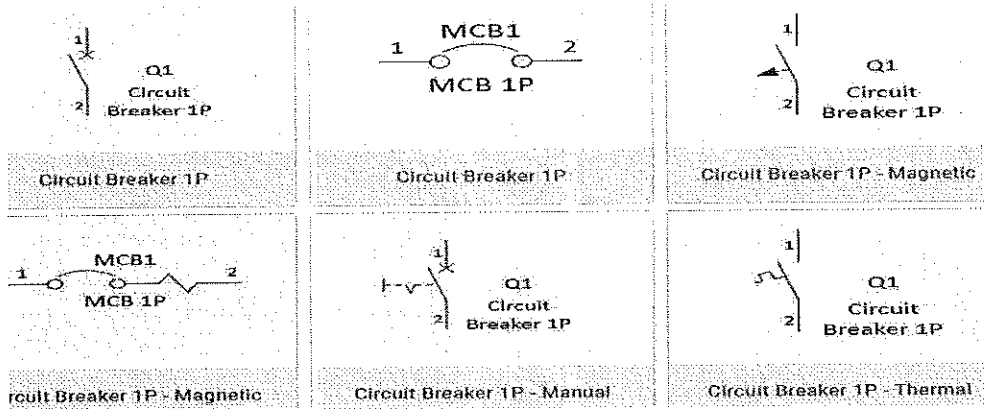 1
2
Q1
Circuit
Breaker 1P
Circuit Breaker 1P
MCB1
1
2
MCB 1P
Circuit Breaker 1P
1
2
Q1
Circuit
Breaker 1P
Circuit Breaker 1P - Magnetic
1
MCB1
2
MCB 1P
rcuit Breaker 1P - Magnetic
1
2
Q1
Circuit
Breaker 1P
Circuit Breaker 1P - Manual
1
2
Q1
Circuit
Breaker 1P
rcuit Breaker 1P - Thermal